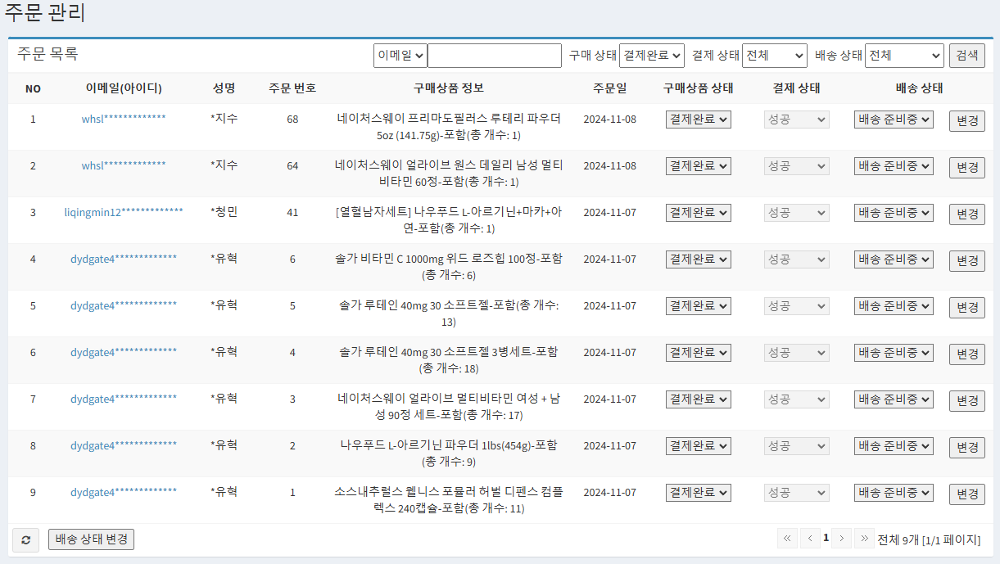 주문 관리
주문 목록 이메일 구매 상태 결제완료 결제 상태 전체 배송 상태 전체 검색
NO 이메일(아이디) 성명 주문 번호 구매상품 정보 주문일 구매상품 상태 결제 상태 배송 상태
1 whsl************* *지수 68 네이처스웨이 프리마도필러스 루테리 파우더 2024-11-08 결제완료 성공 배송 준비중 변경
5oz (141.75g)-포함(총 개수: 1)
2 whsl************* *지수 64 네이처스웨이 얼라이브 원스 데일리 남성 멀티 2024-11-08 결제완료 성공 배송 준비중 변경
비타민 60정-포함(총 개수: 1)
3 liqingmin12************* *청민 41 [열혈남자세트] 나우푸드 L-아르기닌+마카+아 2024-11-07 결제완료 성공 배송 준비중 변경
연-포함(총 개수: 1)
4 dydgate4************* *유혁 6 솔가 비타민 C 1000mg 위드 로즈힙 100정-포함 2024-11-07 결제완료 성공 배송 준비중 변경
(총 개수: 6)
5 dydgate4************* *유혁 5 솔가 루테인 40mg 30 소프트젤-포함(총 개수: 2024-11-07 결제완료 성공 배송 준비중 변경
13)
6 dydgate4************* *유혁 4 솔가 루테인 40mg 30 소프트젤 3병세트-포함 2024-11-07 결제완료 성공 배송 준비중 변경
(총 개수: 18)
7 dydgate4************* *유혁 3 네이처스웨이 얼라이브 멀티비타민 여성 + 남 2024-11-07 결제완료 성공 배송 준비중 변경
성 90정 세트-포함(총 개수: 17)
8 dydgate4************* *유혁 2 나우푸드 L-아르기닌 파우더 1lbs(454g)-포함 2024-11-07 결제완료 성공 배송 준비중 변경
(총 개수: 9)
9 dydgate4************* *유혁 1 소스내추럴스 웰니스 포뮬러 허벌 디펜스 컴플 2024-11-07 결제완료 성공 배송 준비중 변경
렉스 240캡슐-포함(총 개수: 11)
배송 상태 변경 « ‹ 1 › » 전체 9개 [1/1 페이지]